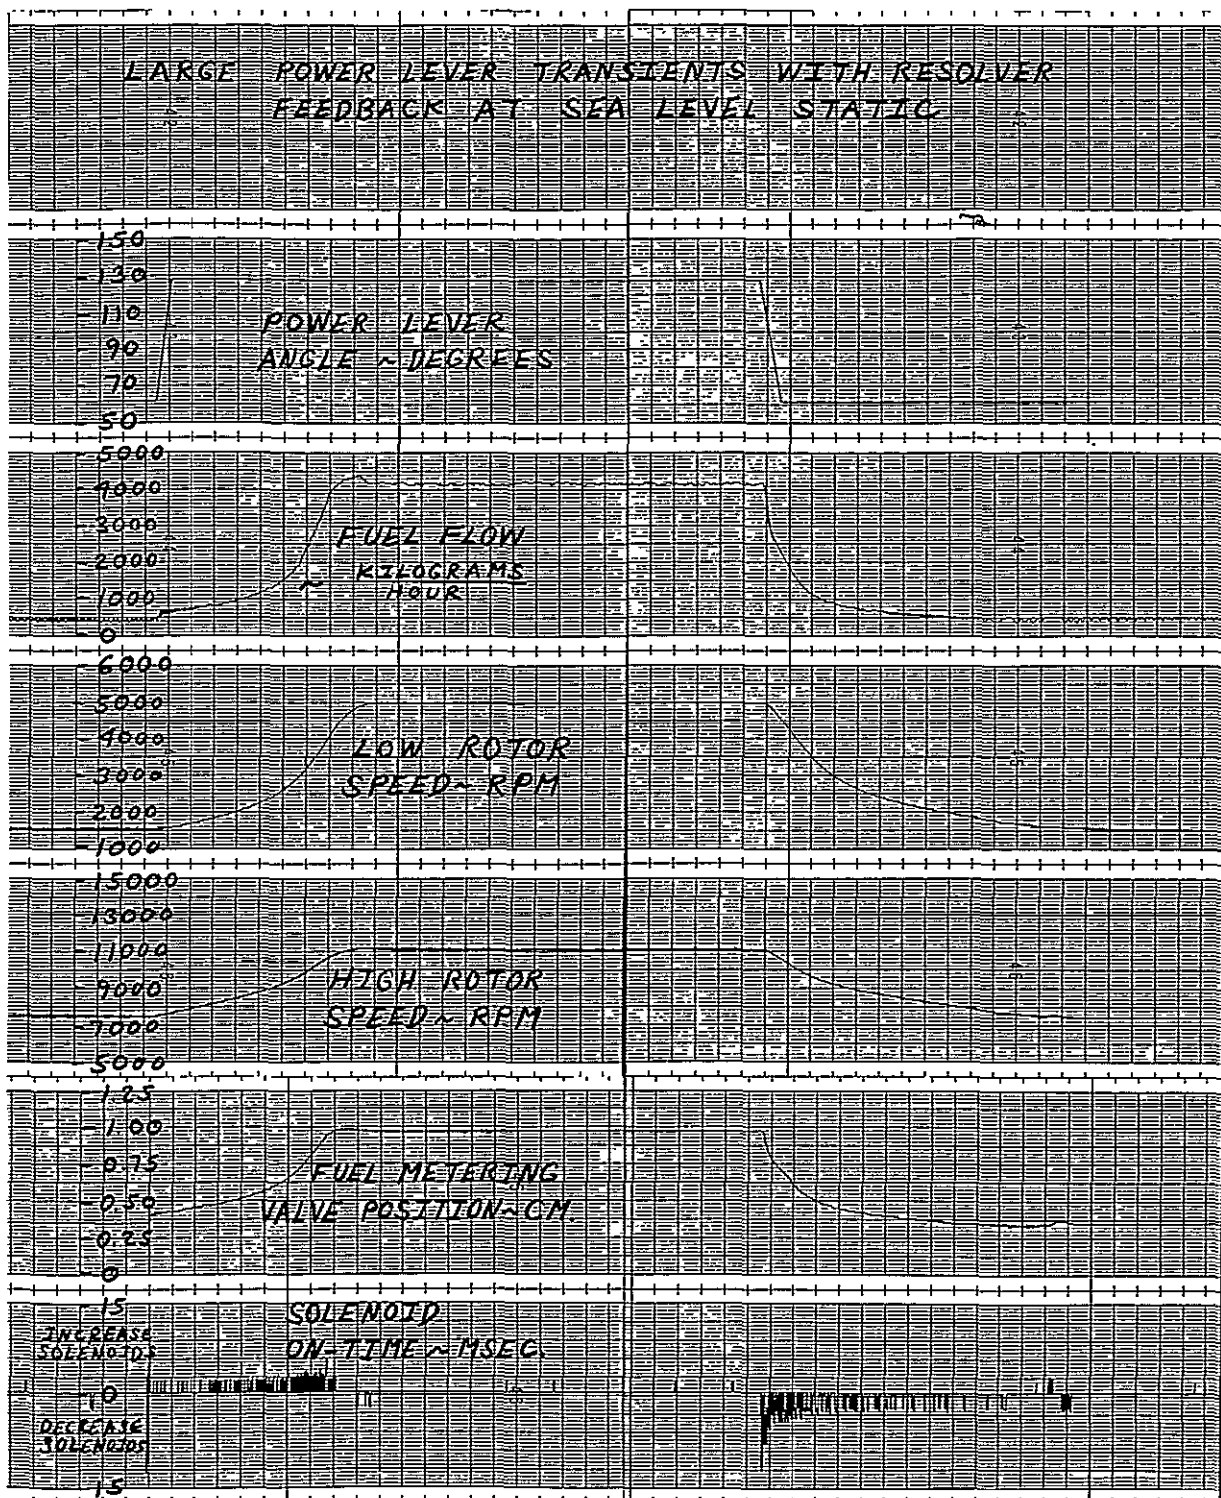 LARGE POWER LEVER TRANSIENTS WITH RESOLVER
FEEDBACK AT SEA LEVEL STATIC
150
130
110
90
70
50
POWER LEVER
ANGLE ~ DEGREES
5000
4000
3000
2000
1000
0
FUEL FLOW
~ KILOGRAMS
HOUR
6000
5000
4000
3000
2000
1000
LOW ROTOR
SPEED ~ RPM
15000
13000
11000
9000
7000
5000
HIGH ROTOR
SPEED ~ RPM
1.25
1.00
0.75
0.50
0.25
0
FUEL METERING
VALVE POSITION ~ CM.
15
INCREASE
SOLENOIDS
0
DECREASE
SOLENOIDS
15
SOLENOID
ON-TIME ~ MSEC.